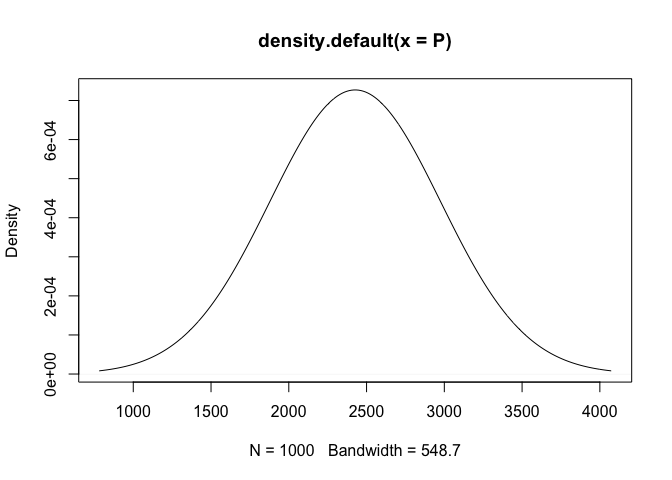 density.default(x = P)
Density
6e-04
4e-04
2e-04
0e+00
1000 1500 2000 2500 3000 3500 4000
N = 1000 Bandwidth = 548.7